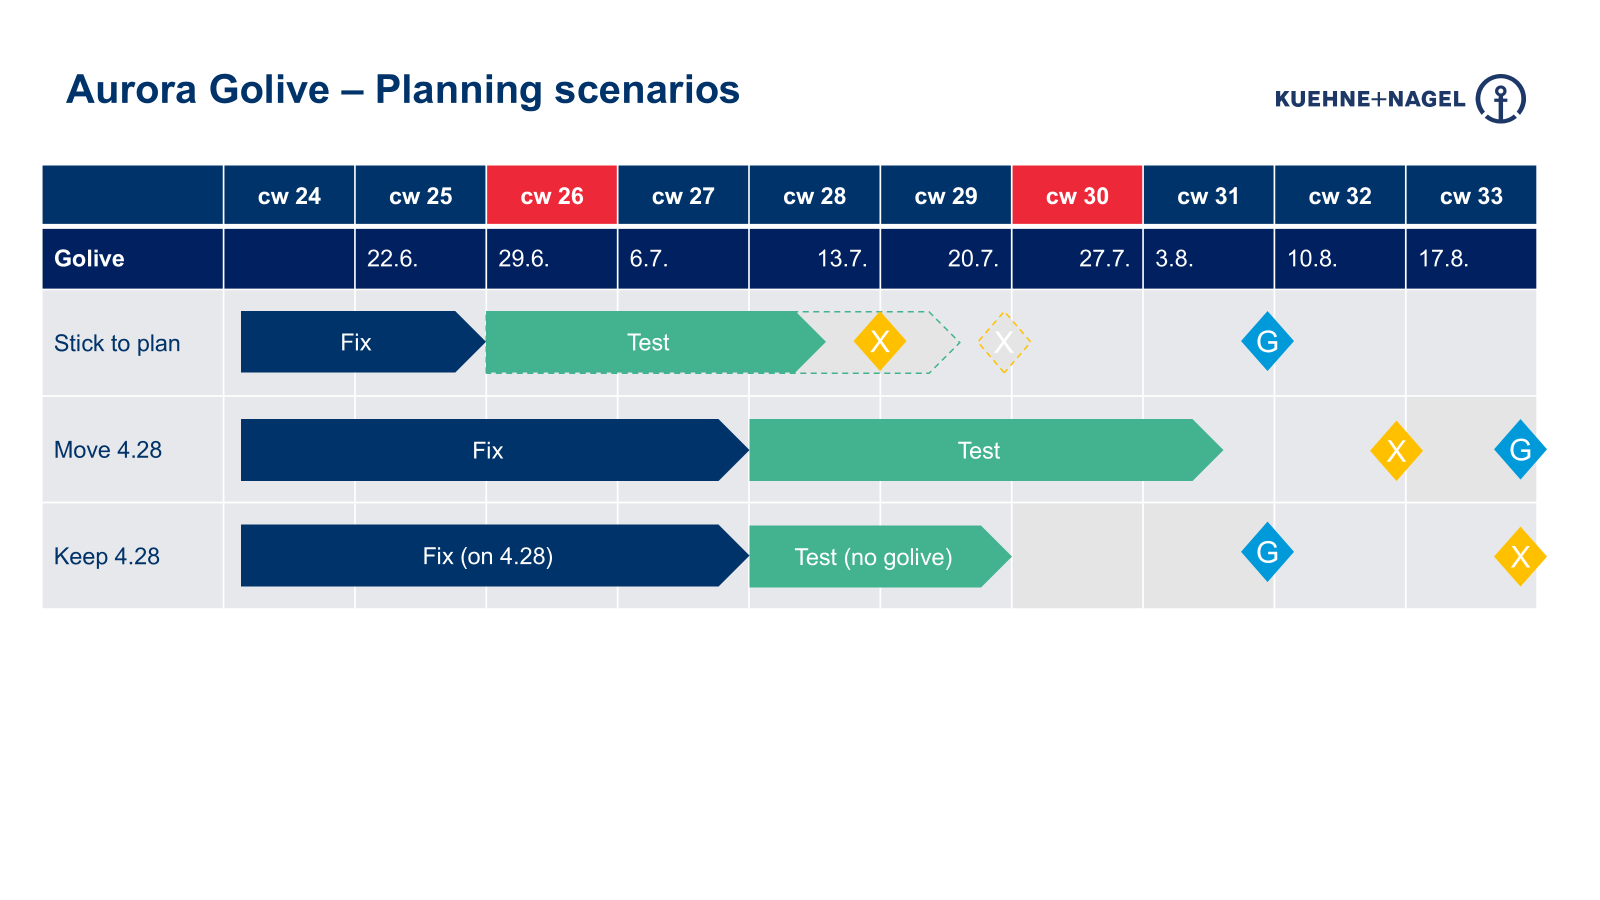 Aurora Golive – Planning scenarios
KUEHNE+NAGEL
cw 24 cw 25 cw 26 cw 27 cw 28 cw 29 cw 30 cw 31 cw 32 cw 33
Golive 22.6. 29.6. 6.7. 13.7. 20.7. 27.7. 3.8. 10.8. 17.8.
Stick to plan Fix Test X X G
Move 4.28 Fix Test X G
Keep 4.28 Fix (on 4.28) Test (no golive) G X